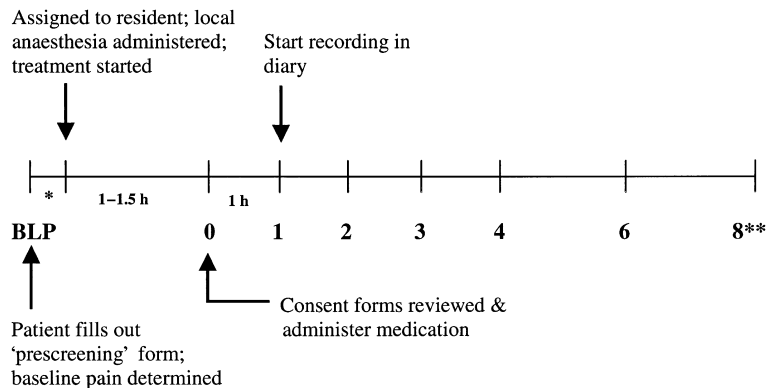 Assigned to resident; local
anaesthesia administered;
treatment started
Start recording in
diary
* 1–1.5 h 1 h
BLP 0 1 2 3 4 6 8**
Consent forms reviewed &
administer medication
Patient fills out
'prescreening' form;
baseline pain determined